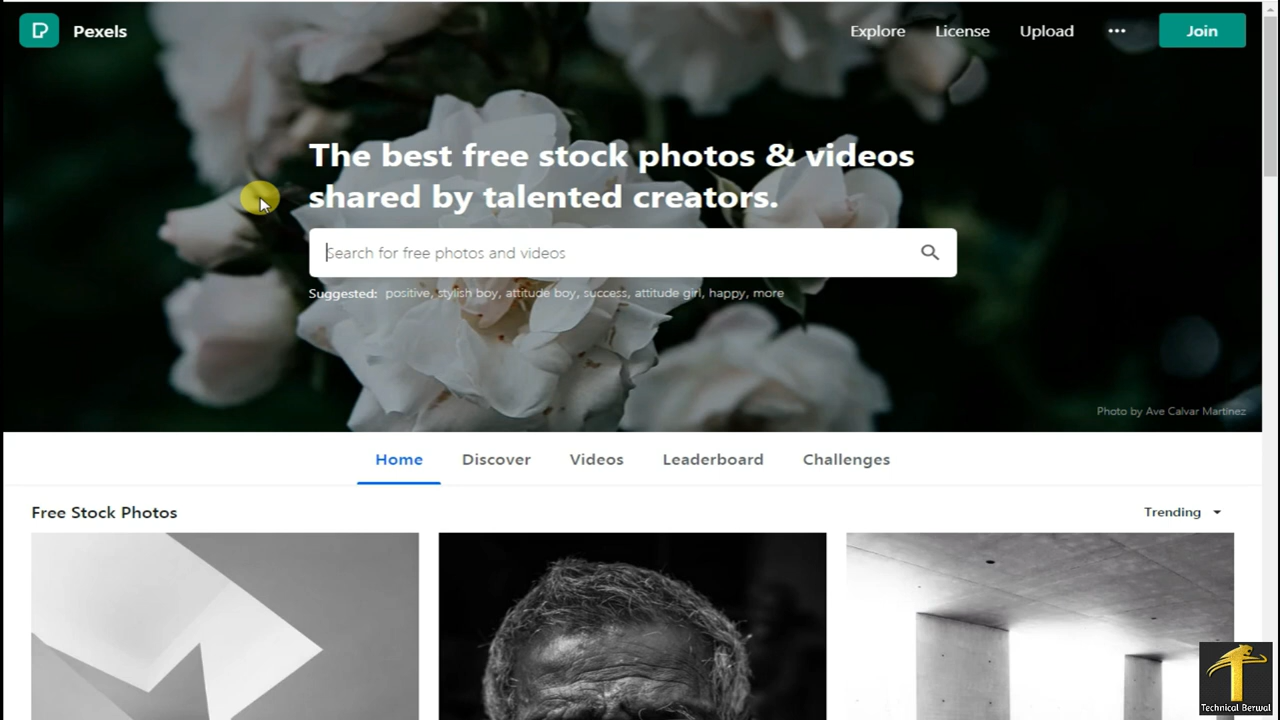 Pexels
Explore
License
Upload
•••
Join
The best free stock photos & videos
shared by talented creators.
Search for free photos and videos
Suggested: positive, stylish boy, attitude boy, success, attitude girl, happy, more
Photo by Ave Calvar Martinez
Home
Discover
Videos
Leaderboard
Challenges
Free Stock Photos
Trending
Technical Berwal